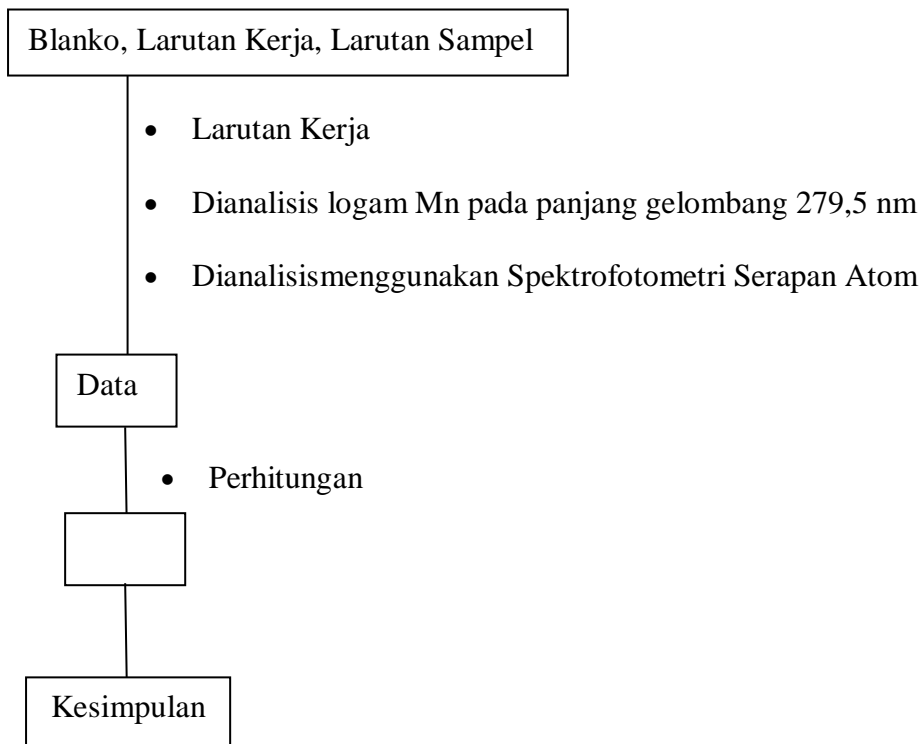 Blanko, Larutan Kerja, Larutan Sampel
• Larutan Kerja
• Dianalisis logam Mn pada panjang gelombang 279,5 nm
• Dianalisismenggunakan Spektrofotometri Serapan Atom
Data
• Perhitungan
Kesimpulan